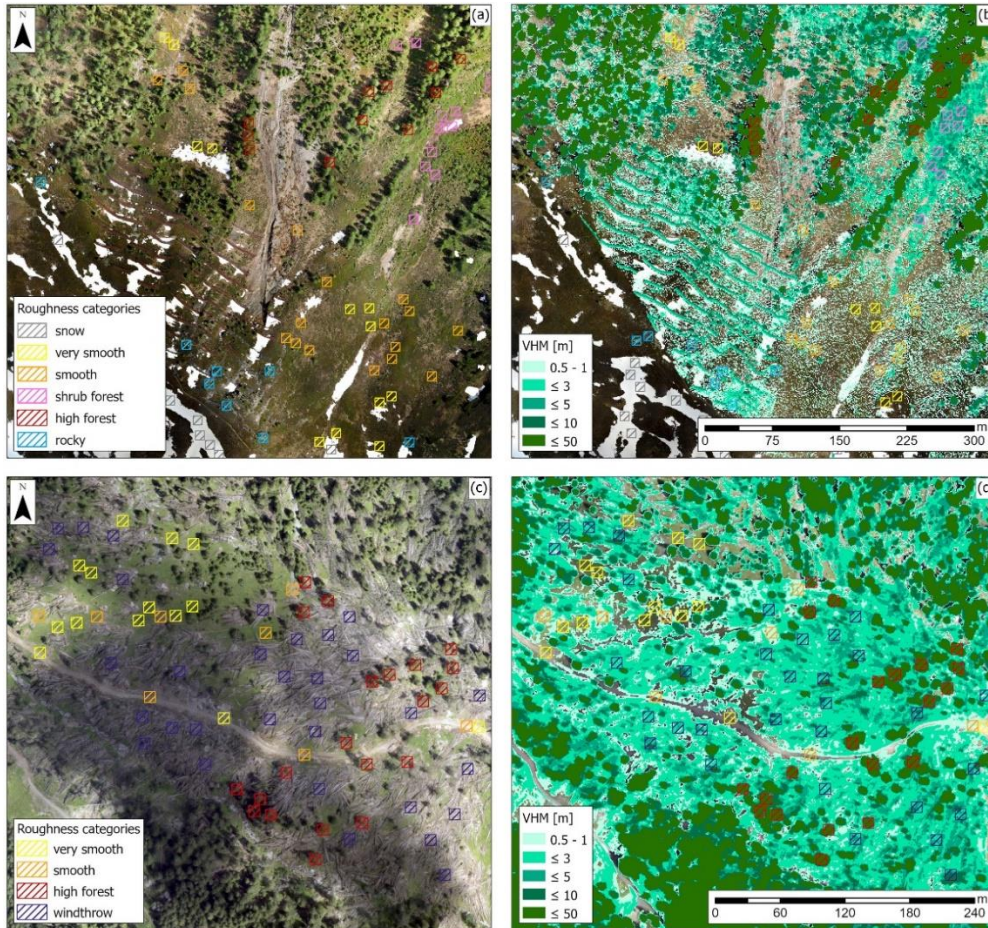 N
(a)
Roughness categories
snow
very smooth
smooth
shrub forest
high forest
rocky
(b)
VHM [m]
0.5 - 1
≤ 3
≤ 5
≤ 10
≤ 50
m
0 75 150 225 300
N
(c)
Roughness categories
very smooth
smooth
high forest
windthrow
(d
VHM [m]
0.5 - 1
≤ 3
≤ 5
≤ 10
≤ 50
m
0 60 120 180 240